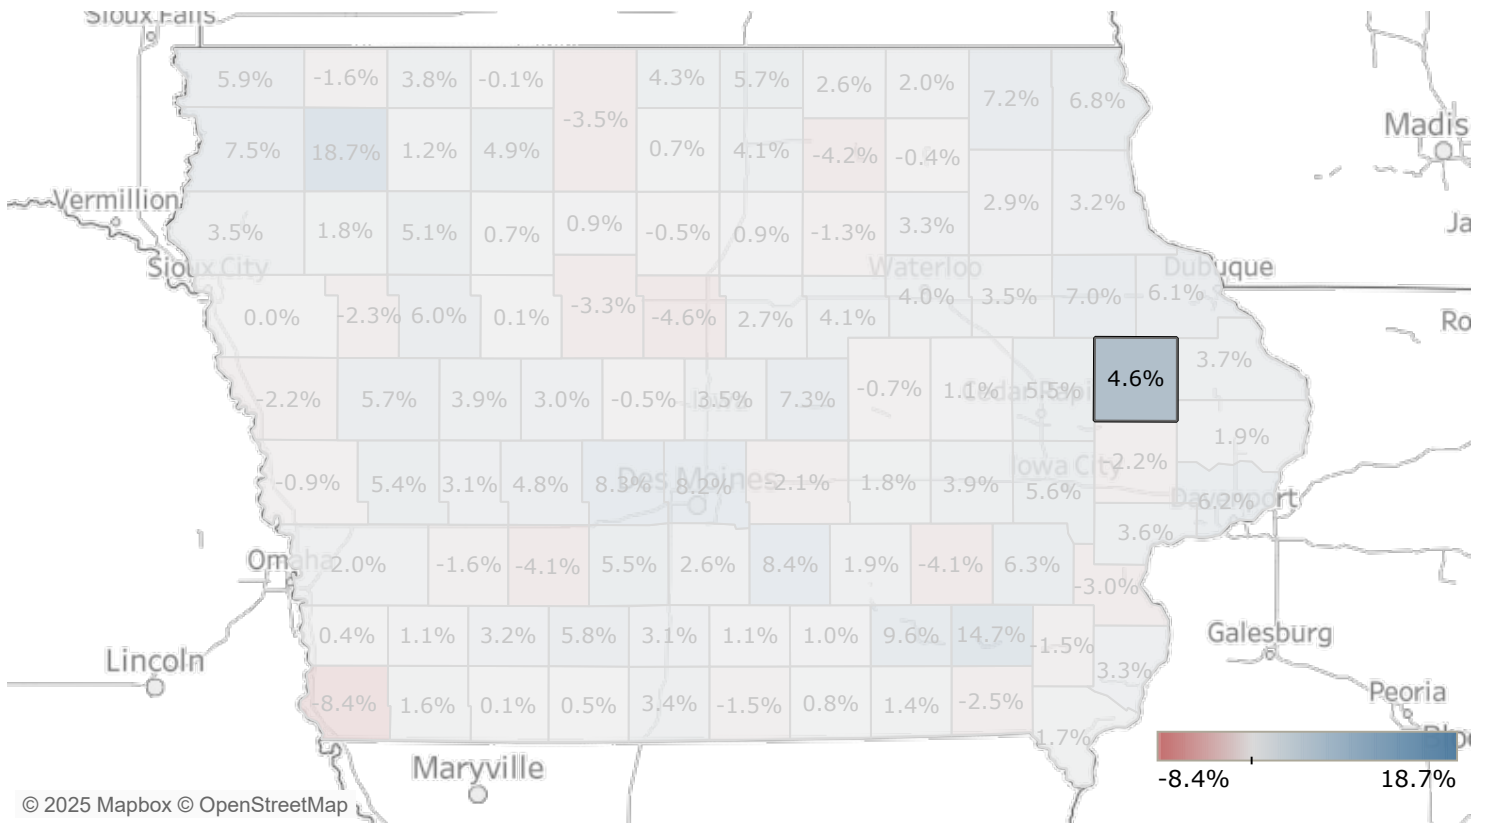 Sioux Falls
5.9% -1.6% 3.8% -0.1% 4.3% 5.7% 2.6% 2.0%
7.2% 6.8%
-3.5%
Madis
7.5% 18.7% 1.2% 4.9% 0.7% 4.1% -4.2% -0.4%
Vermillion
2.9% 3.2%
3.5% 1.8% 5.1% 0.7% 0.9% -0.5% 0.9% -1.3% 3.3%
Ja
Sioux City Waterloo Dubuque
4.0% 3.5% 7.0% 6.1%
0.0% -2.3% 6.0% 0.1% -3.3% -4.6% 2.7% 4.1%
Ro
3.7%
4.6%
-2.2% 5.7% 3.9% 3.0% -0.5% 3.5% 7.3% -0.7% 1.1% 5.5%
Iowa Cedar Rapi
1.9%
-2.2%
Des Moines Iowa City
-0.9% 5.4% 3.1% 4.8% 8.3% 8.2% -2.1% 1.8% 3.9% 5.6%
Davenport
6.2%
3.6%
Omaha
2.0% -1.6% -4.1% 5.5% 2.6% 8.4% 1.9% -4.1% 6.3%
-3.0%
0.4% 1.1% 3.2% 5.8% 3.1% 1.1% 1.0% 9.6% 14.7% -1.5%
Galesburg
Lincoln
3.3%
-8.4% 1.6% 0.1% 0.5% 3.4% -1.5% 0.8% 1.4% -2.5%
Peoria
1.7%
Maryville
-8.4% 18.7%
© 2025 Mapbox © OpenStreetMap